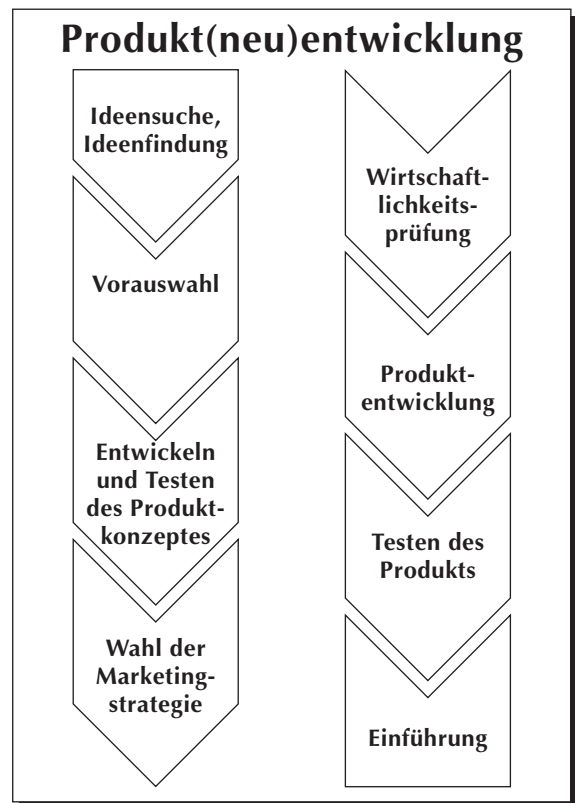 Produkt(neu)entwicklung
Ideensuche,
Ideenfindung
Vorauswahl
Entwickeln
und Testen
des Produkt-
konzeptes
Wahl der
Marketing-
strategie
Wirtschaft-
lichkeits-
prüfung
Produkt-
entwicklung
Testen des
Produkts
Einführung